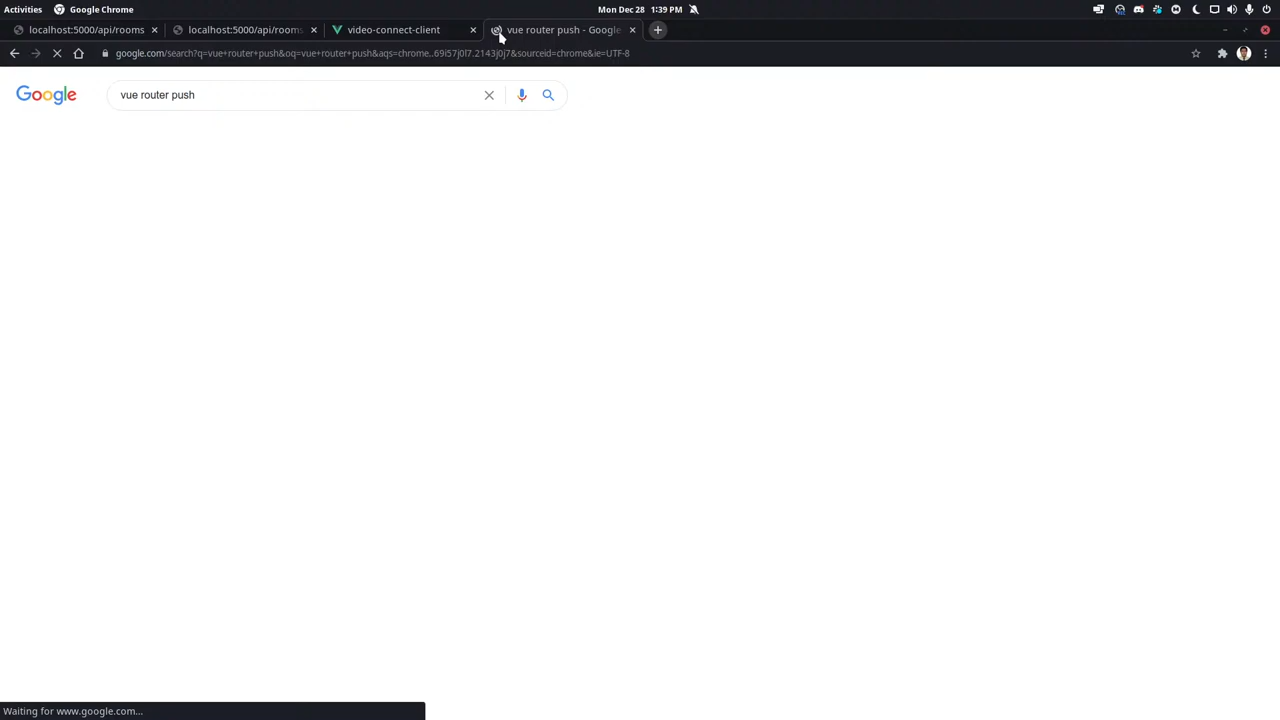 Activities
Google Chrome
Mon Dec 28 1:39 PM
localhost:5000/api/rooms
localhost:5000/api/rooms
video-connect-client
vue router push - Google
google.com/search?q=vue+router+push&oq=vue+router+push&aqs=chrome..69i57j0l7.2143j0j7&sourceid=chrome&ie=UTF-8
Google
vue router push
Waiting for www.google.com...